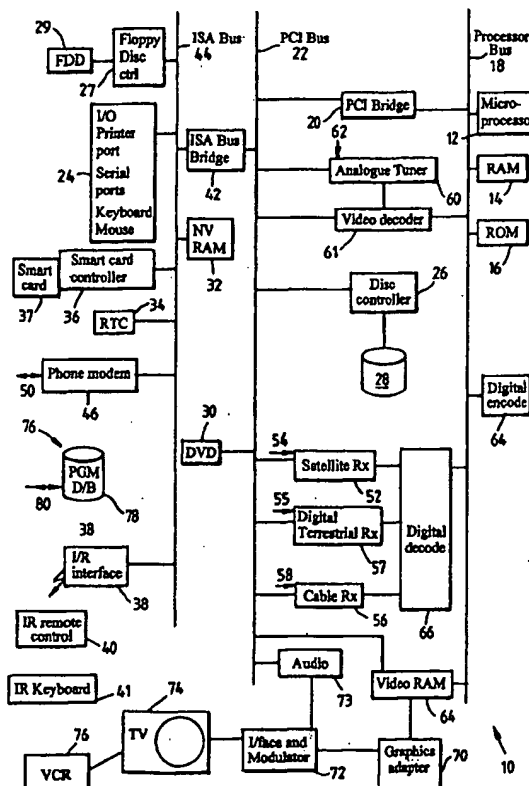 29
FDD
Floppy
Disc
ctrl
27
ISA Bus
44
PCI Bus
22
Processor
Bus
18
I/O
Printer
port
24
Serial
ports
Keyboard
Mouse
ISA Bus
Bridge
42
PCI Bridge
20
62
Micro-
processor
12
Analogue Tuner
60
RAM
14
Video decoder
61
ROM
16
NV
RAM
32
Smart card
controller
36
Smart
card
37
RTC
34
Disc
controller
26
28
Phone modem
50
46
Digital
encode
64
76
PGM
D/B
80
78
30
DVD
54
Satellite Rx
52
55
Digital
Terrestrial Rx
57
58
Cable Rx
56
Digital
decode
66
38
I/R
interface
38
IR remote
control
40
IR Keyboard
41
Audio
73
Video RAM
64
74
TV
76
VCR
I/face and
Modulator
72
Graphics
adapter
70
10